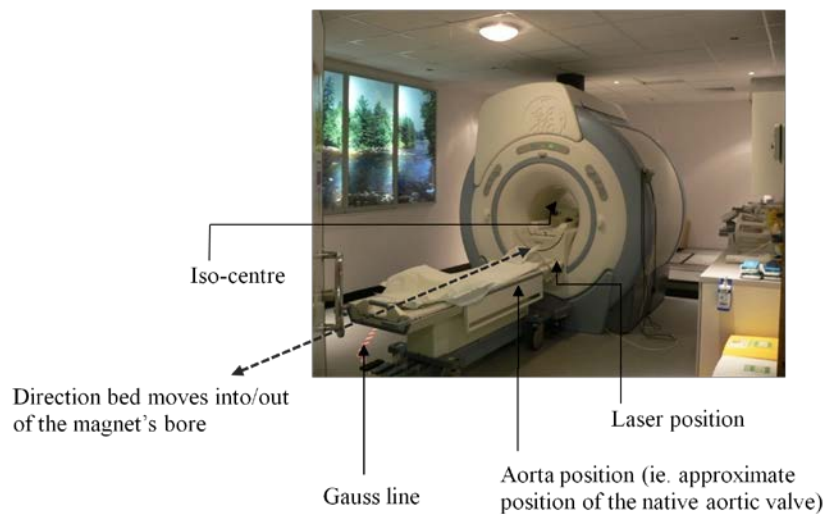 Iso-centre
Direction bed moves into/out
of the magnet's bore
Laser position
Gauss line
Aorta position (ie. approximate
position of the native aortic valve)